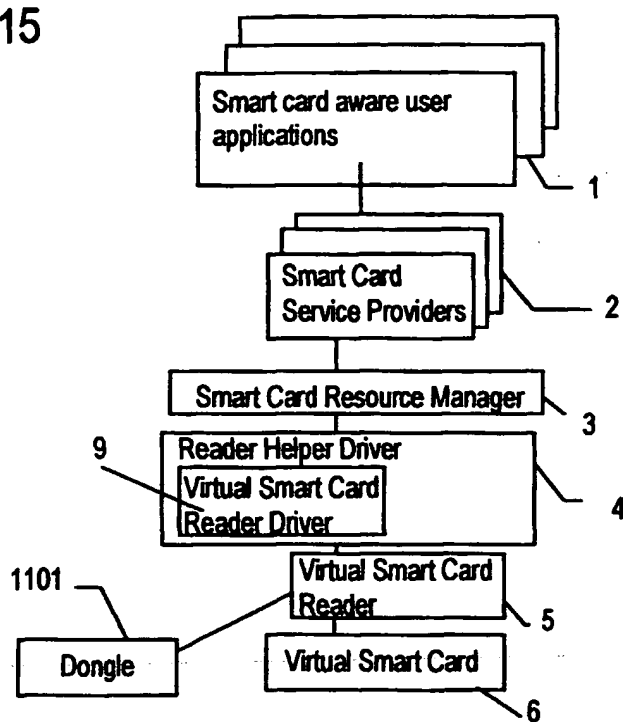 15
Smart card aware user
applications
1
Smart Card
Service Providers
2
Smart Card Resource Manager
3
9
Reader Helper Driver
Virtual Smart Card
Reader Driver
4
1101
Virtual Smart Card
Reader
5
Dongle
Virtual Smart Card
6